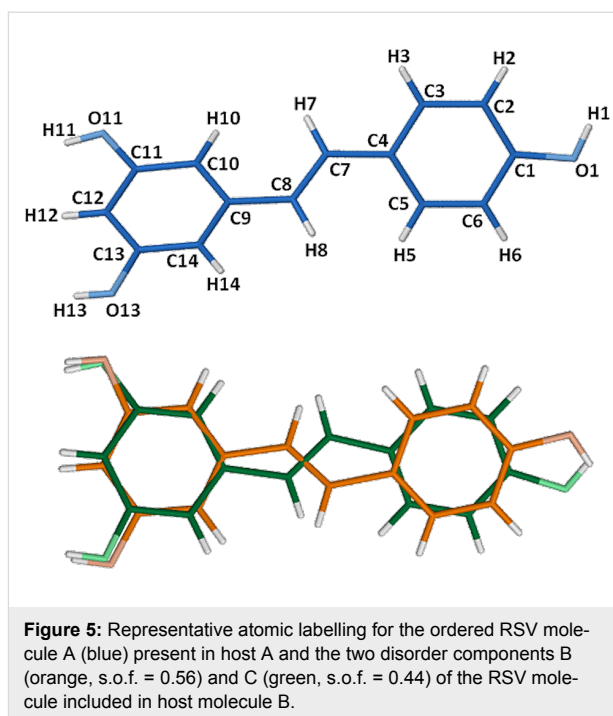 H3 H2
H7 C3 H1
O11 H10 C2
H11 C4
C11 C10 C7 C1 O1
C8
C12 C5
H12 C9 C6
C13 H8
C14 H5 H6
H14
H13 O13
Figure 5: Representative atomic labelling for the ordered RSV mole-
cule A (blue) present in host A and the two disorder components B
(orange, s.o.f. = 0.56) and C (green, s.o.f. = 0.44) of the RSV mole-
cule included in host molecule B.